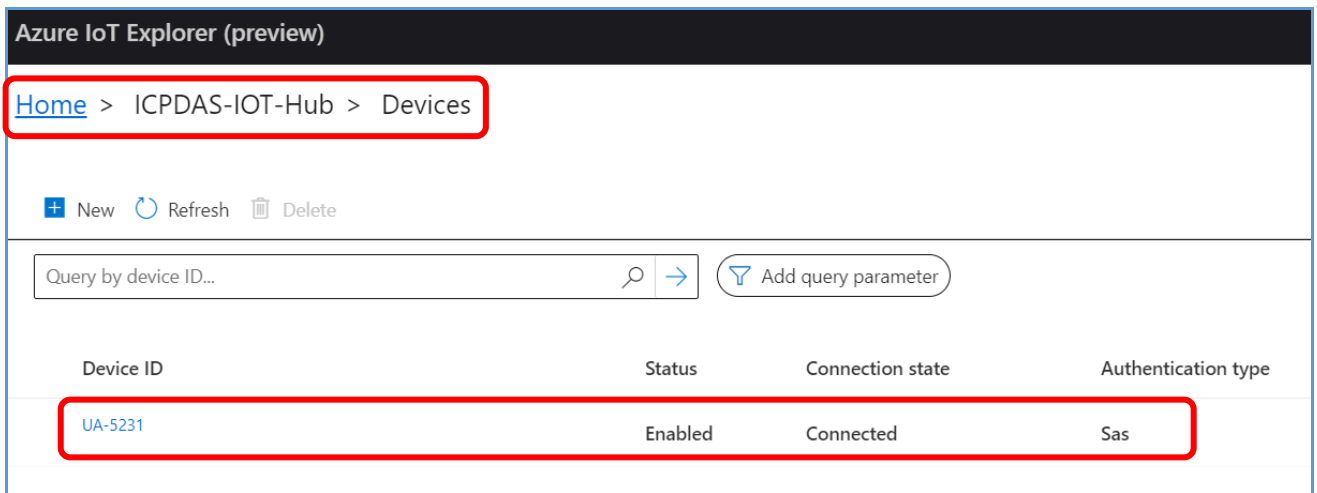 Azure IoT Explorer (preview)
Home > ICPDAS-IOT-Hub > Devices
New Refresh Delete
Query by device ID... Add query parameter
Device ID Status Connection state Authentication type
UA-5231 Enabled Connected Sas